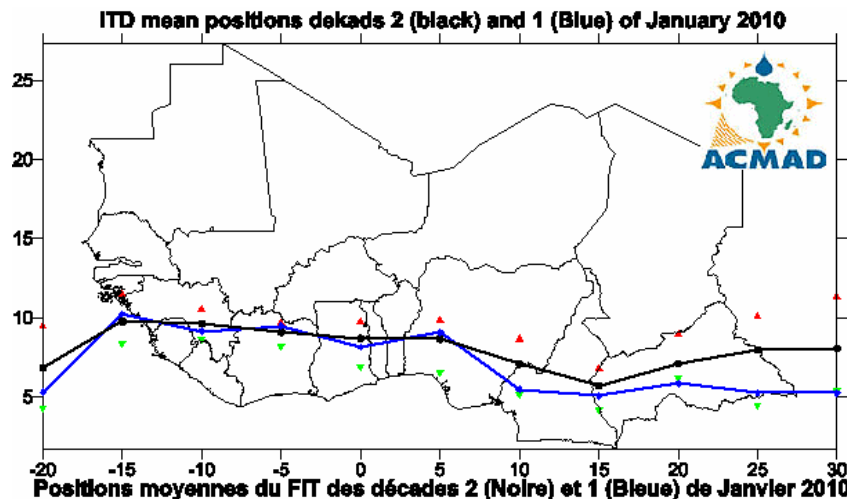 ITD mean positions dekads 2 (black) and 1 (Blue) of January 2010
25
20
15
10
5
ACMAD
-20 -15 -10 -5 0 5 10 15 20 25 30
Positions moyennes du FIT des décades 2 (Noire) et 1 (Bleue) de Janvier 2010